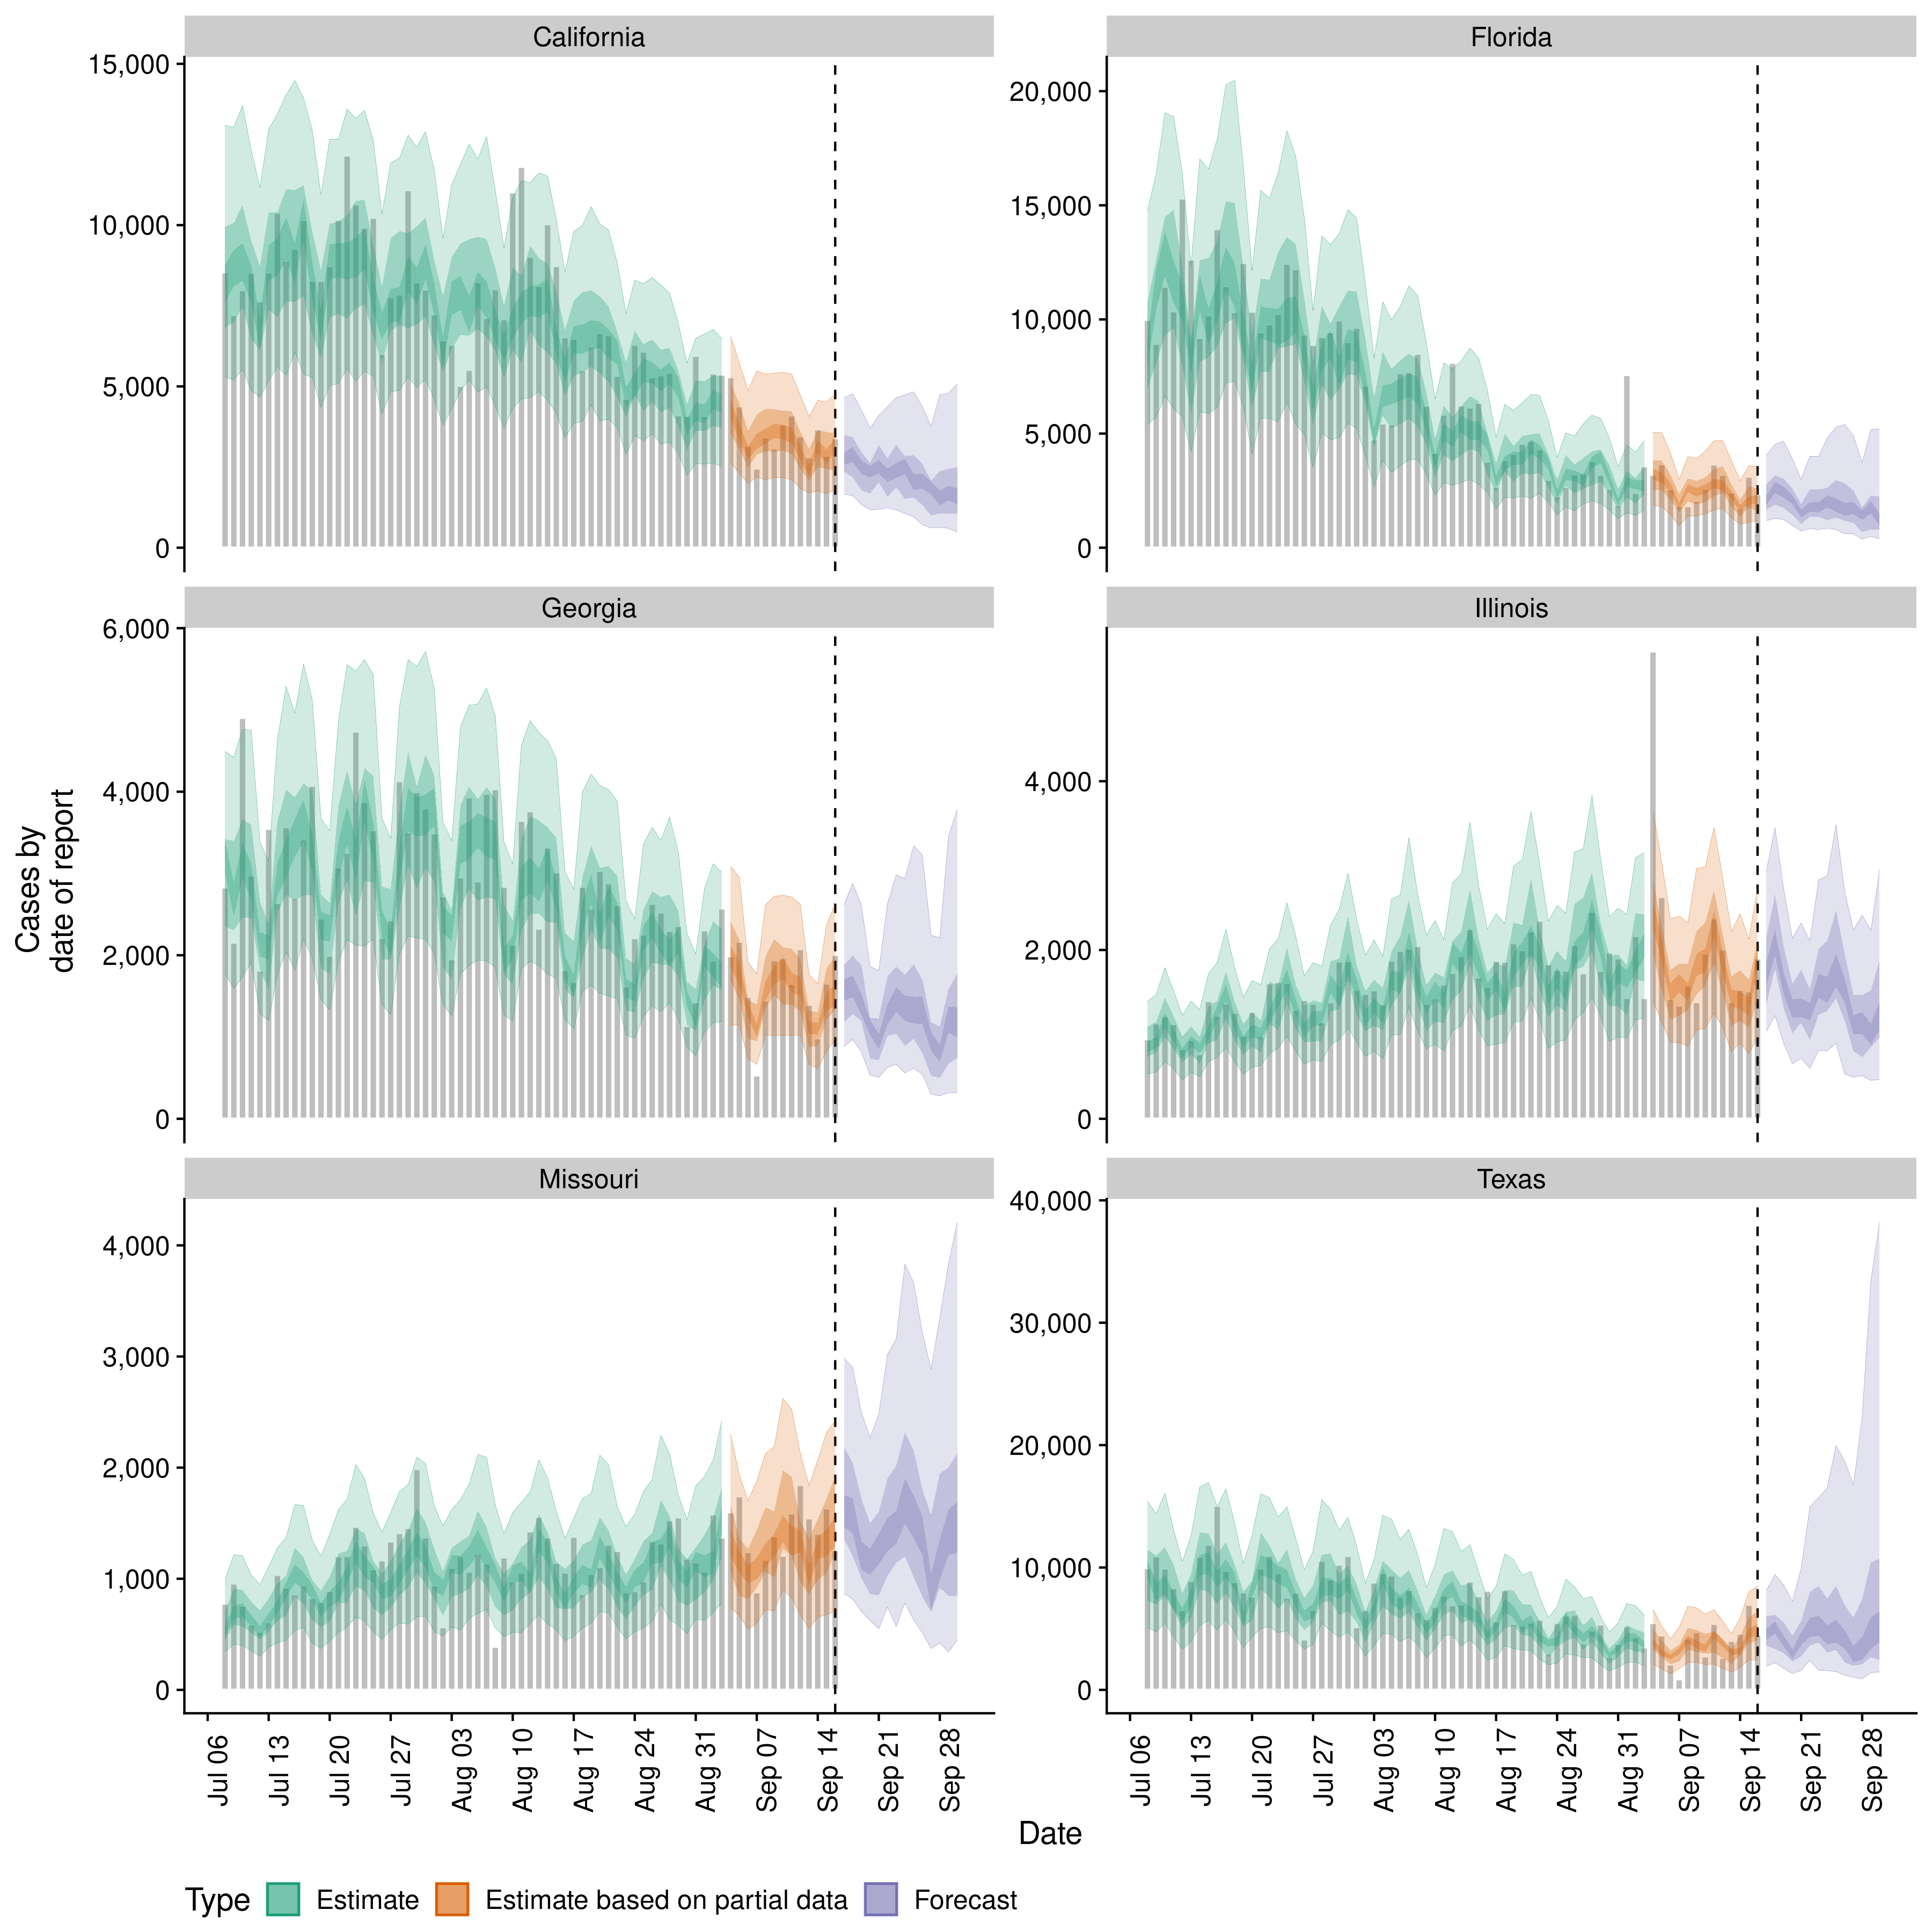 California
Florida
15,000
10,000
5,000
0
20,000
15,000
10,000
5,000
0
Georgia
Illinois
6,000
4,000
2,000
0
4,000
2,000
0
Missouri
Texas
4,000
3,000
2,000
1,000
0
40,000
30,000
20,000
10,000
0
Cases by
date of report
Jul 06
Jul 13
Jul 20
Jul 27
Aug 03
Aug 10
Aug 17
Aug 24
Aug 31
Sep 07
Sep 14
Sep 21
Sep 28
Jul 06
Jul 13
Jul 20
Jul 27
Aug 03
Aug 10
Aug 17
Aug 24
Aug 31
Sep 07
Sep 14
Sep 21
Sep 28
Date
Type Estimate Estimate based on partial data Forecast